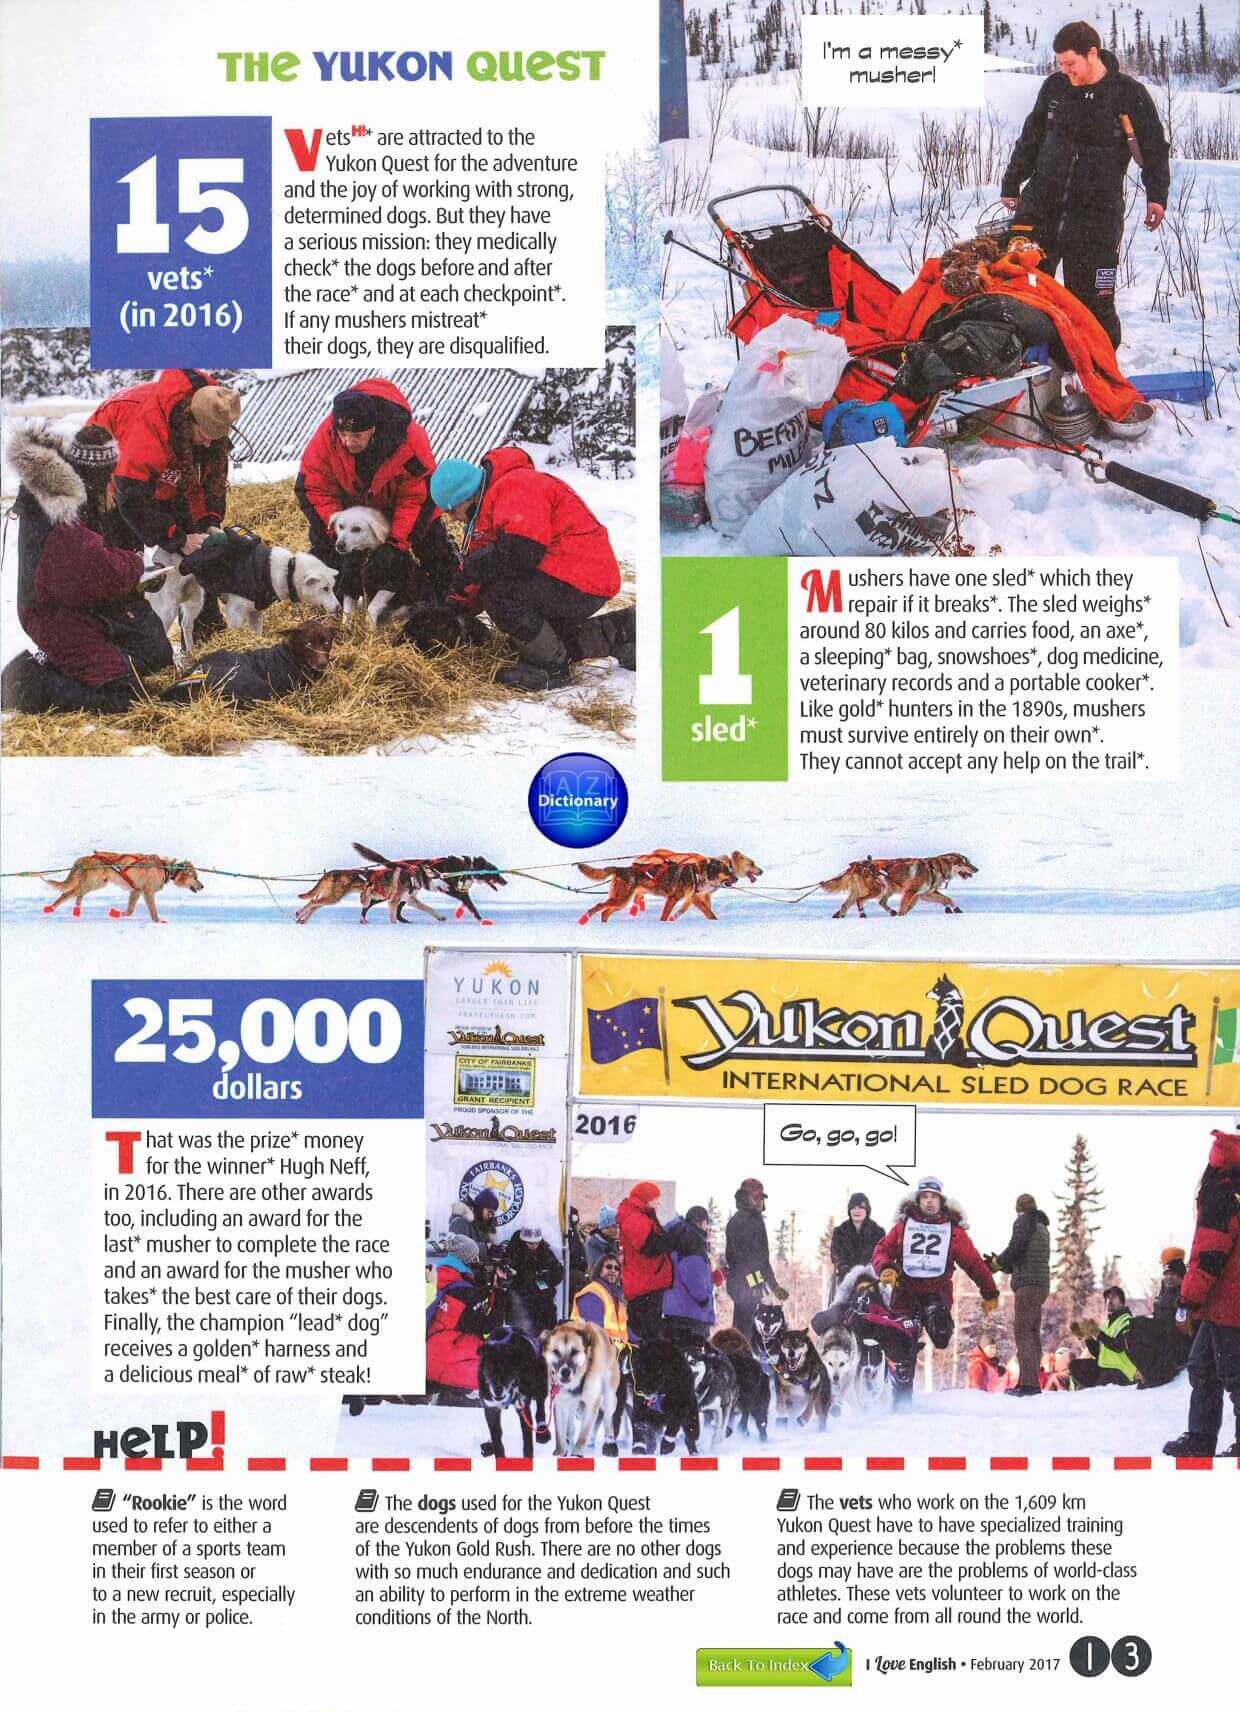 THE YUKON QUEST
15
vets*
(in 2016)
VetsH!* are attracted to the
Yukon Quest for the adventure
and the joy of working with strong,
determined dogs. But they have
a serious mission: they medically
check* the dogs before and after
the race* and at each checkpoint*.
If any mushers mistreat*
their dogs, they are disqualified.
I'm a messy*
musher!
BEAVER
MILE
1
sled*
Mushers have one sled* which they
repair if it breaks*. The sled weighs*
around 80 kilos and carries food, an axe*,
a sleeping* bag, snowshoes*, dog medicine,
veterinary records and a portable cooker*.
Like gold* hunters in the 1890s, mushers
must survive entirely on their own*.
They cannot accept any help on the trail*.
AZ
Dictionary
25,000
dollars
That was the prize* money
for the winner* Hugh Neff,
in 2016. There are other awards
too, including an award for the
last* musher to complete the race
and an award for the musher who
takes* the best care of their dogs.
Finally, the champion “lead* dog”
receives a golden* harness and
a delicious meal* of raw* steak!
YUKON
LARGER THAN LIFE
TRAVELYUKON.COM
PROUD SPONSOR OF THE
Yukon Quest
CITY OF FAIRBANKS
GRANT RECIPIENT
PROUD SPONSOR OF THE
Yukon Quest
FAIRBANKS
BOROUGH
Yukon Quest
INTERNATIONAL SLED DOG RACE
2016
Go, go, go!
22
HELP!
“Rookie” is the word
used to refer to either a
member of a sports team
in their first season or
to a new recruit, especially
in the army or police.
The dogs used for the Yukon Quest
are descendents of dogs from before the times
of the Yukon Gold Rush. There are no other dogs
with so much endurance and dedication and such
an ability to perform in the extreme weather
conditions of the North.
The vets who work on the 1,609 km
Yukon Quest have to have specialized training
and experience because the problems these
dogs may have are the problems of world-class
athletes. These vets volunteer to work on the
race and come from all round the world.
Back To Index
I Love English • February 2017
13